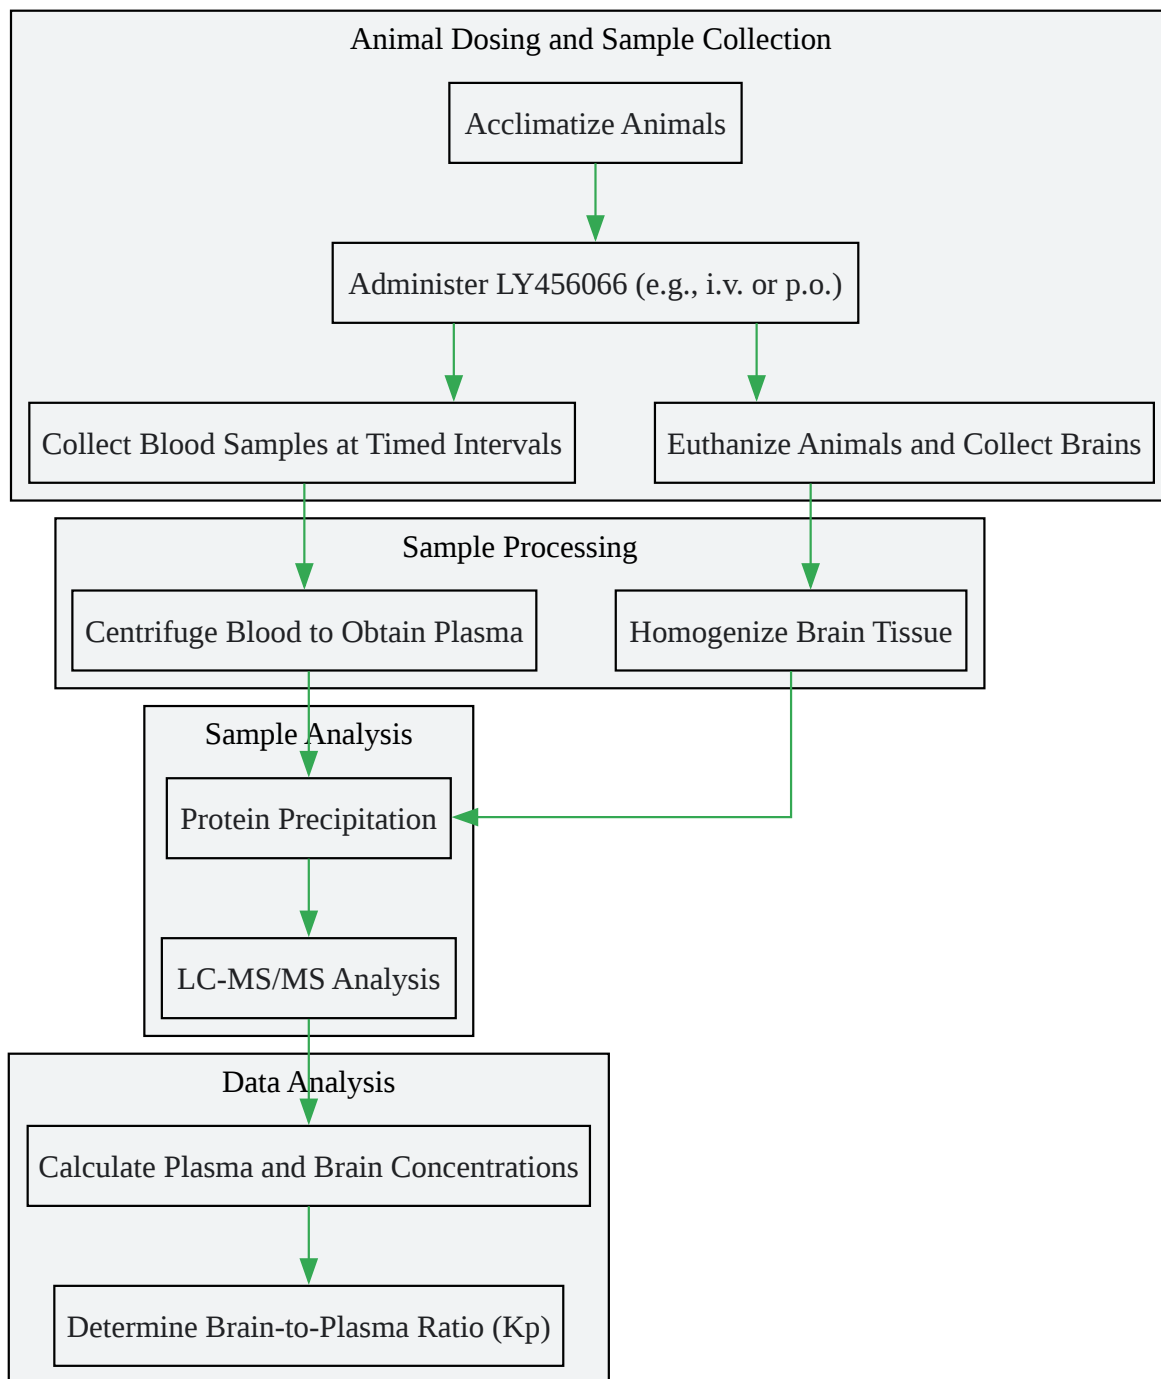 Animal Dosing and Sample Collection
Acclimatize Animals
Administer LY456066 (e.g., i.v. or p.o.)
Collect Blood Samples at Timed Intervals
Euthanize Animals and Collect Brains
Sample Processing
Centrifuge Blood to Obtain Plasma
Homogenize Brain Tissue
Sample Analysis
Protein Precipitation
LC-MS/MS Analysis
Data Analysis
Calculate Plasma and Brain Concentrations
Determine Brain-to-Plasma Ratio (Kp)